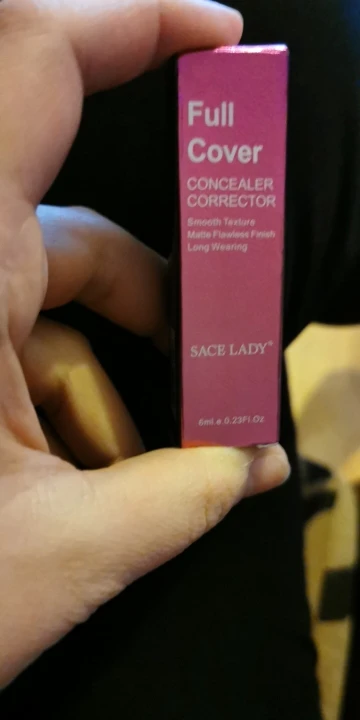 Full
Cover
CONCEALER
CORRECTOR
Smooth Texture
Matte Flawless Finish
Long Wearing
SACE LADY®
6ml.e.0.23Fl.Oz.